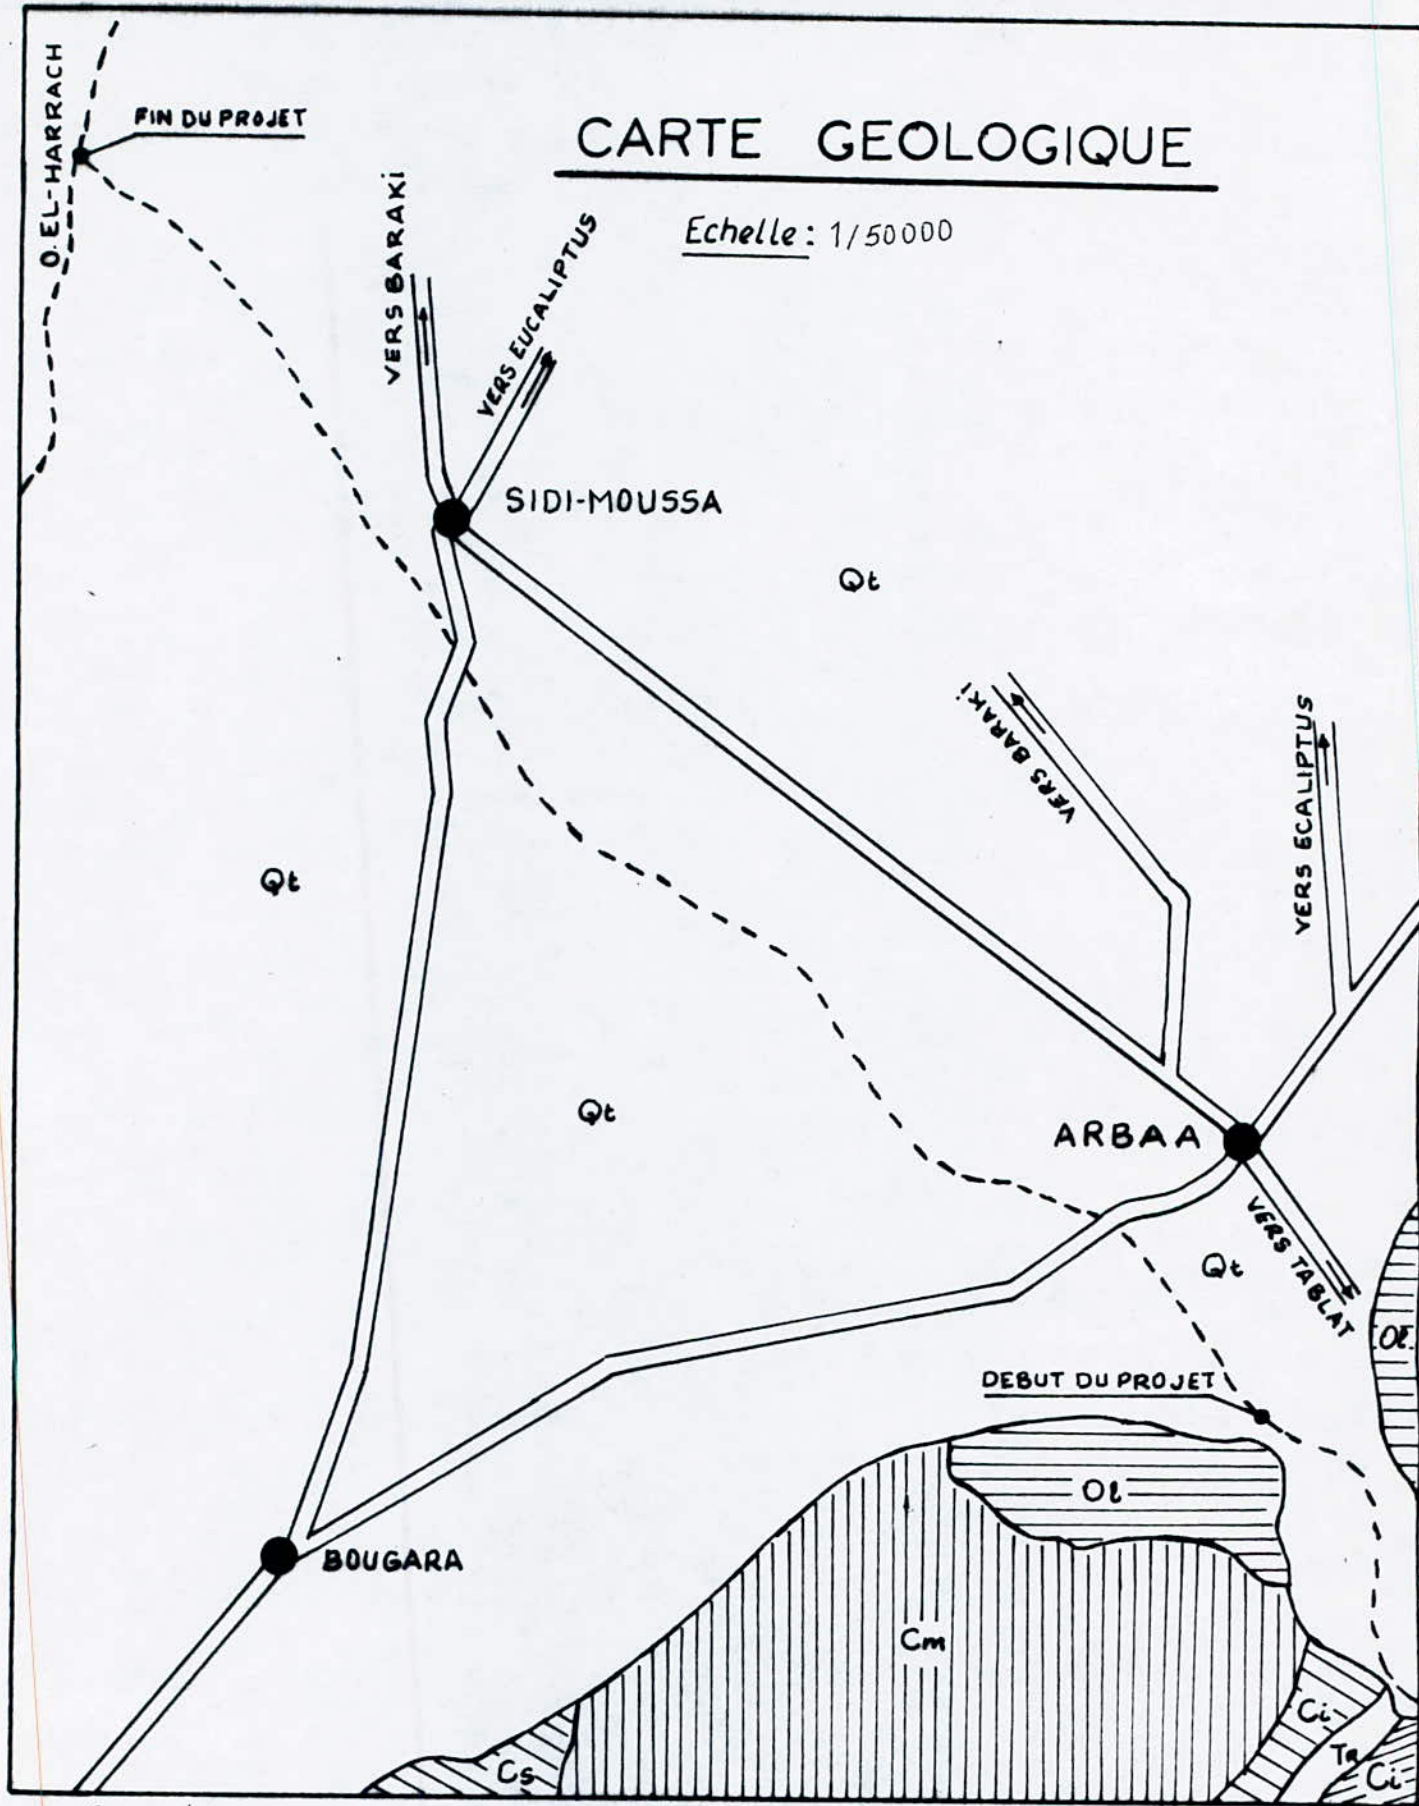 O.EL-HARRACH
FIN DU PROJET
CARTE GEOLOGIQUE
Echelle: 1/50000
VERS BARAKi
VERS EUCALIPTUS
SIDI-MOUSSA
Qt
VERS BARAKi
VERS ECALIPTUS
Qt
Qt
ARBAA
VERS TABLAT
Qt
Ol
DEBUT DU PROJET
Ol
BOUGARA
Cm
Ci
Cs
Ta
Ci